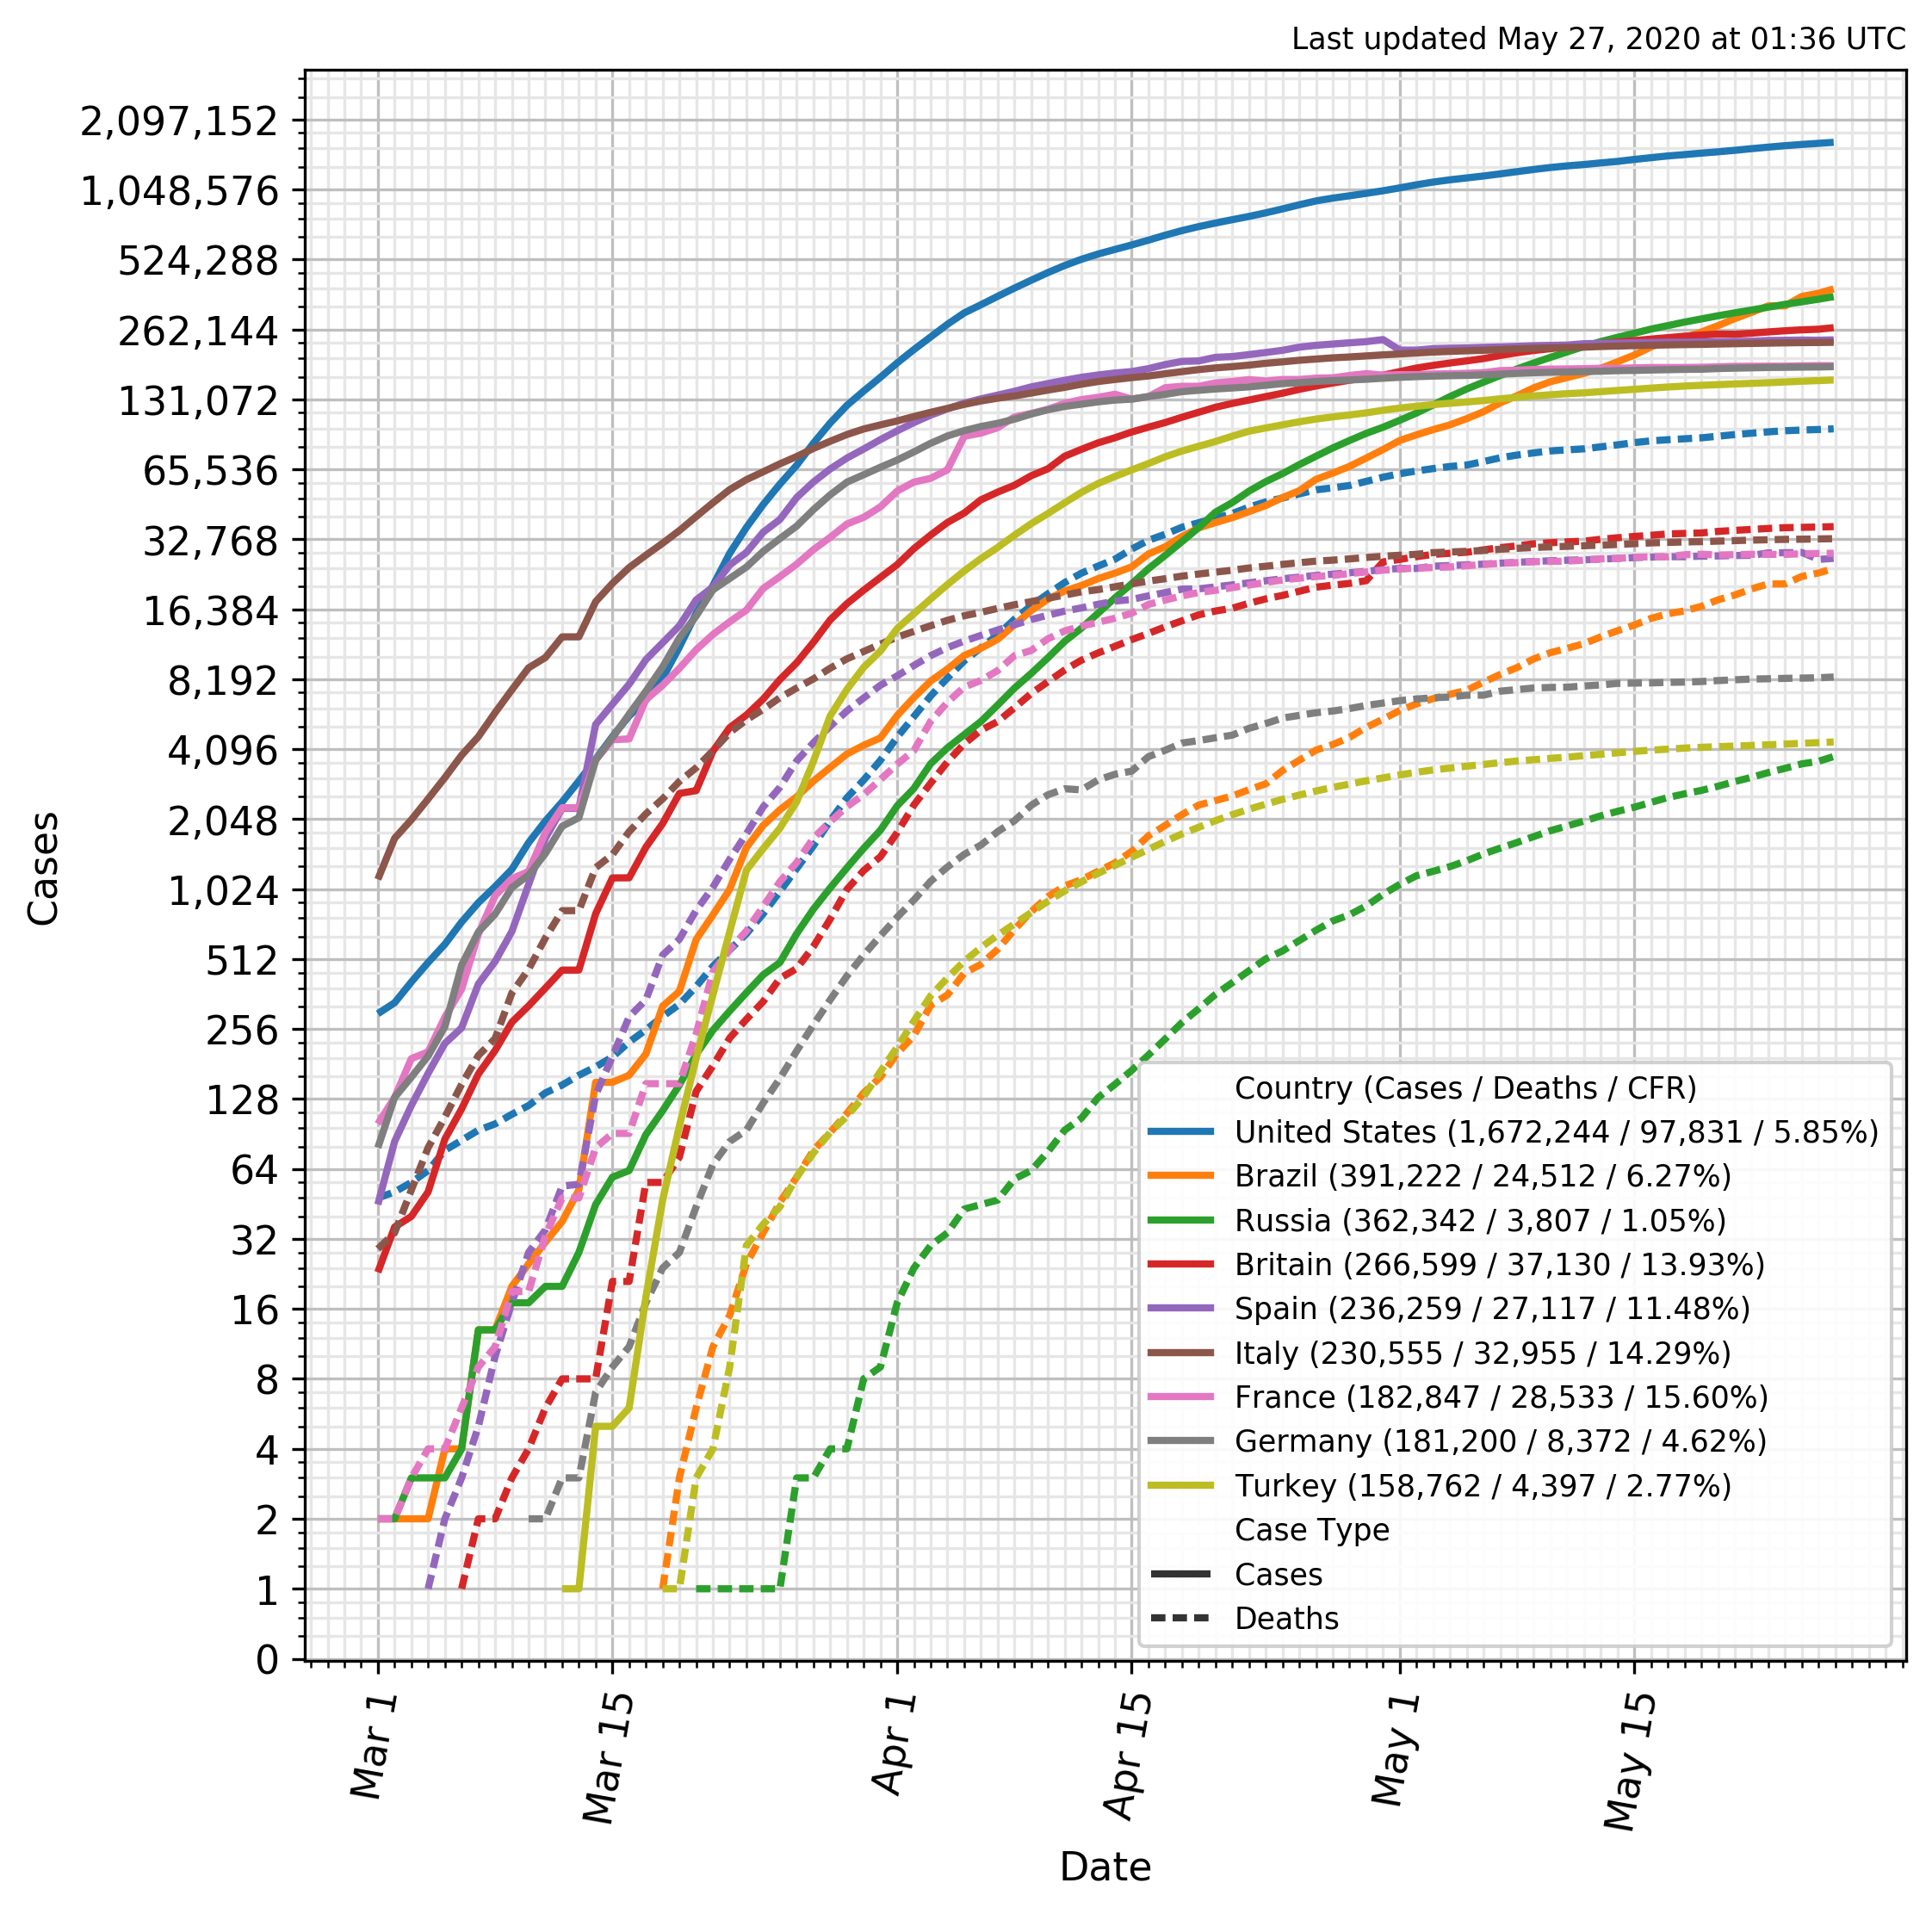 Last updated May 27, 2020 at 01:36 UTC
2,097,152
1,048,576
524,288
262,144
131,072
65,536
32,768
16,384
8,192
4,096
2,048
1,024
512
256
128
64
32
16
8
4
2
1
0
Cases
Country (Cases / Deaths / CFR)
United States (1,672,244 / 97,831 / 5.85%)
Brazil (391,222 / 24,512 / 6.27%)
Russia (362,342 / 3,807 / 1.05%)
Britain (266,599 / 37,130 / 13.93%)
Spain (236,259 / 27,117 / 11.48%)
Italy (230,555 / 32,955 / 14.29%)
France (182,847 / 28,533 / 15.60%)
Germany (181,200 / 8,372 / 4.62%)
Turkey (158,762 / 4,397 / 2.77%)
Case Type
Cases
Deaths
Mar 1
Mar 15
Apr 1
Apr 15
May 1
May 15
Date